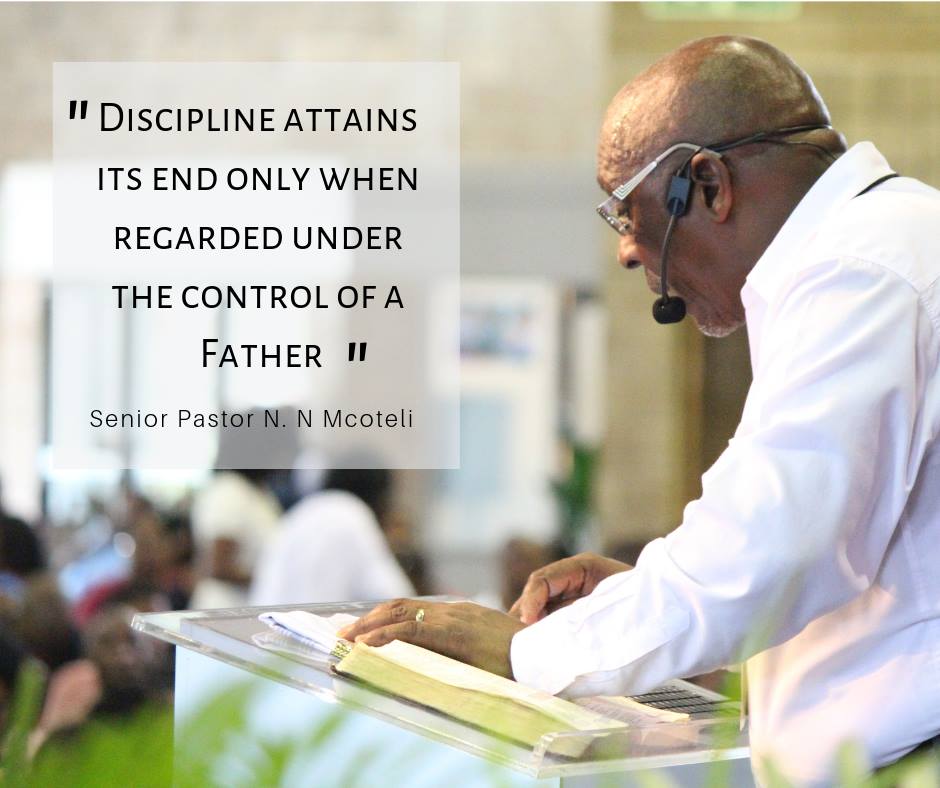 " Discipline attains
its end only when
regarded under
the control of a
Father "
Senior Pastor N. N Mcoteli